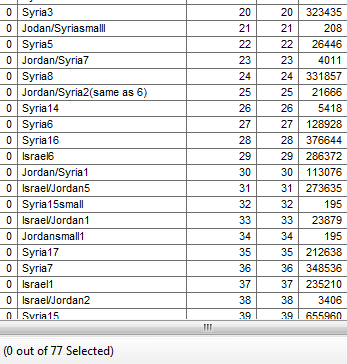 0 Syria3 20 20 323435
0 Jodan/Syriasmalll 21 21 208
0 Syria5 22 22 26446
0 Jordan/Syria7 23 23 4011
0 Syria8 24 24 331857
0 Jordan/Syria2(same as 6) 25 25 21666
0 Syria14 26 26 5418
0 Syria6 27 27 128928
0 Syria16 28 28 376644
0 Israel6 29 29 286372
0 Jordan/Syria1 30 30 113076
0 Israel/Jordan5 31 31 273635
0 Syria15small 32 32 195
0 Israel/Jordan1 33 33 23879
0 Jordansmall1 34 34 195
0 Syria17 35 35 212638
0 Syria7 36 36 348536
0 Israel1 37 37 235210
0 Israel/Jordan2 38 38 3406
0 Syria15 39 39 655960
(0 out of 77 Selected)